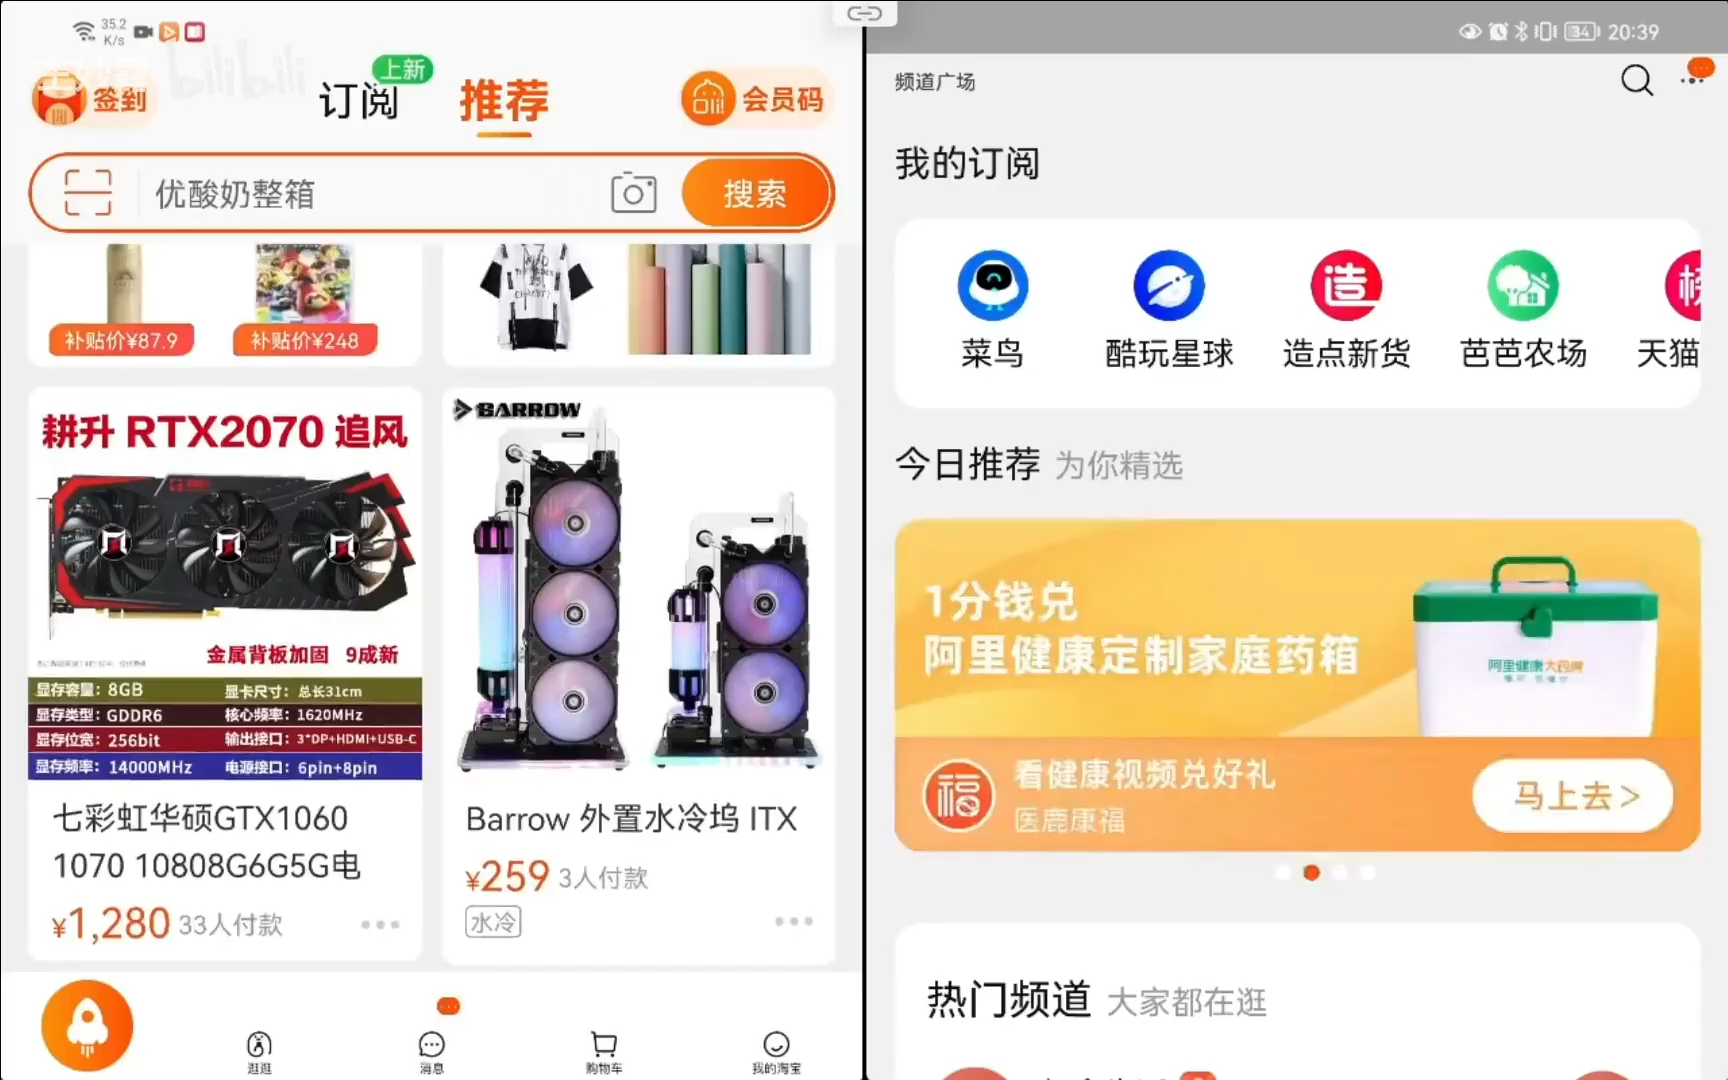 35.2
K/s
bilibili
签到
订阅
上新
推荐
会员码
优酸奶整箱
搜索
补贴价¥87.9
补贴价¥248
耕升 RTX2070 追风
金属背板加固 9成新
显存容量：8GB
显卡尺寸：总长31cm
显存类型：GDDR6
核心频率：1620MHz
显存位宽：256bit
输出接口：3*DP+HDMI+USB-C
显存频率：14000MHz
电源接口：6pin+8pin
七彩虹华硕GTX1060
1070 10808G6G5G电
¥1,280 33人付款
BARROW
Barrow 外置水冷坞 ITX
¥259 3人付款
水冷
逛逛
消息
购物车
我的淘宝
34
20:39
频道广场
我的订阅
菜鸟
酷玩星球
造
造点新货
芭芭农场
天猫
今日推荐 为你精选
1分钱兑
阿里健康定制家庭药箱
阿里健康大药房
福
看健康视频兑好礼
医鹿康福
马上去>
热门频道 大家都在逛